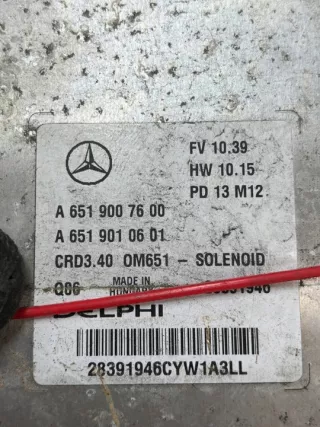 FV 10.39
HW 10.15
PD 13 M12
A 651 900 76 00
A 651 901 06 01
CRD3.40 OM651 - SOLENOID
MADE IN
DELPHI
28391946CYW1A3LL